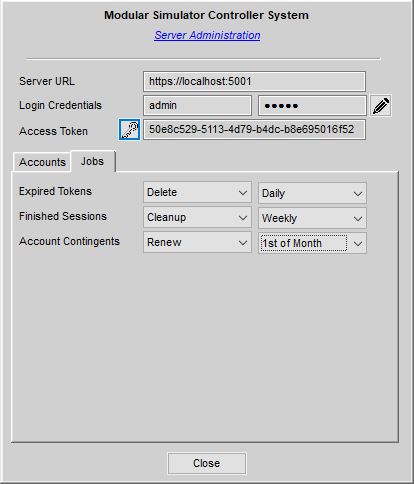 Modular Simulator Controller System
Server Administration
Server URL https://localhost:5001
Login Credentials admin •••••
Access Token 50e8c529-5113-4d79-b4dc-b8e695016f52
Accounts Jobs
Expired Tokens Delete Daily
Finished Sessions Cleanup Weekly
Account Contingents Renew 1st of Month
Close